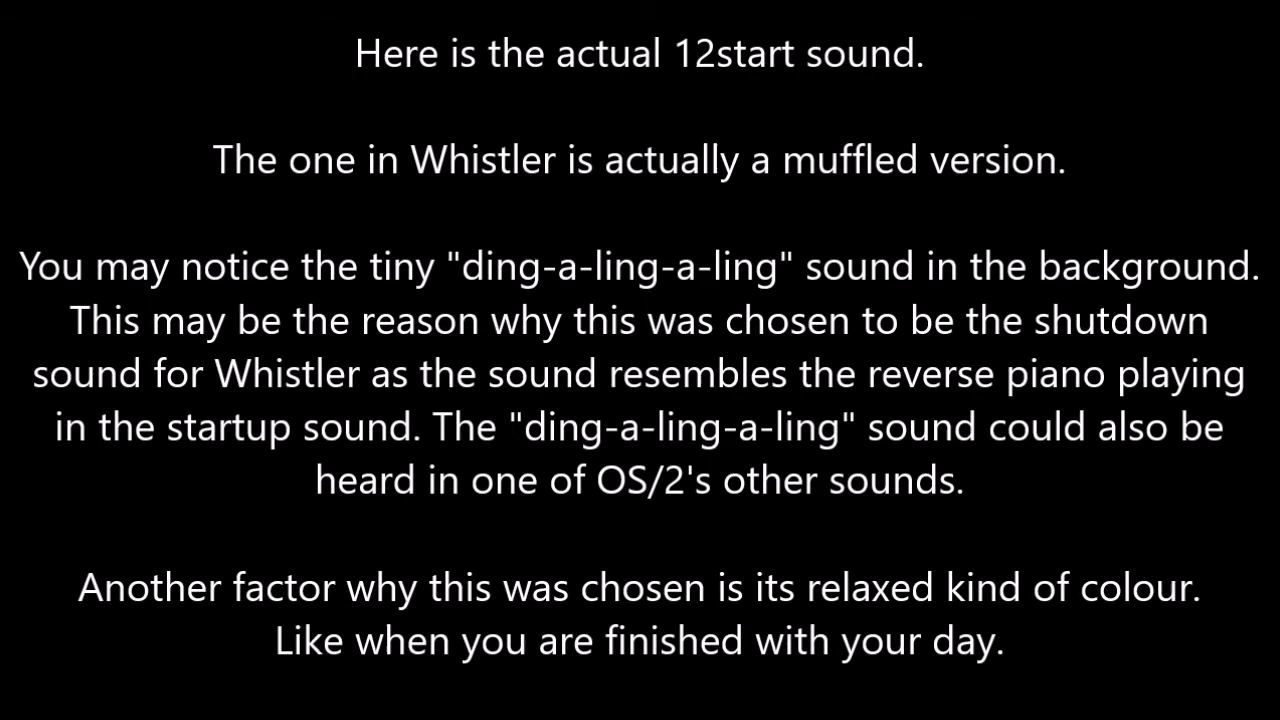 Here is the actual 12start sound.
The one in Whistler is actually a muffled version.
You may notice the tiny "ding-a-ling-a-ling" sound in the background.
This may be the reason why this was chosen to be the shutdown
sound for Whistler as the sound resembles the reverse piano playing
in the startup sound. The "ding-a-ling-a-ling" sound could also be
heard in one of OS/2's other sounds.
Another factor why this was chosen is its relaxed kind of colour.
Like when you are finished with your day.